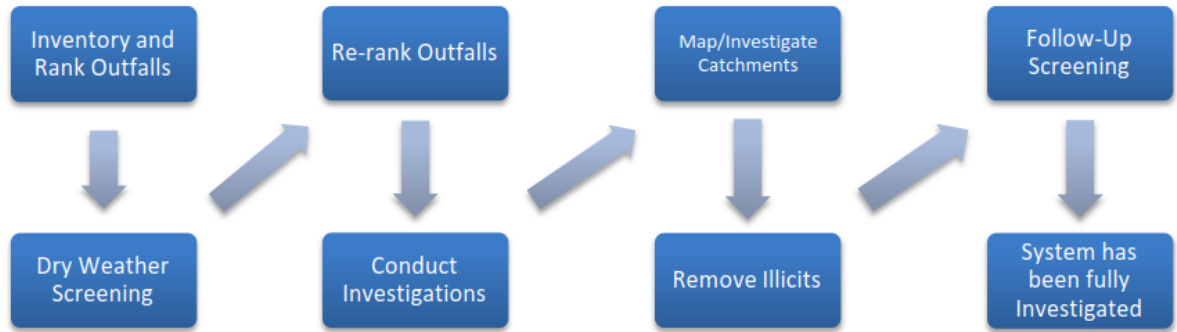 Inventory and
Rank Outfalls
Dry Weather
Screening
Re-rank Outfalls
Conduct
Investigations
Map/Investigate
Catchments
Remove Illicits
Follow-Up
Screening
System has
been fully
Investigated